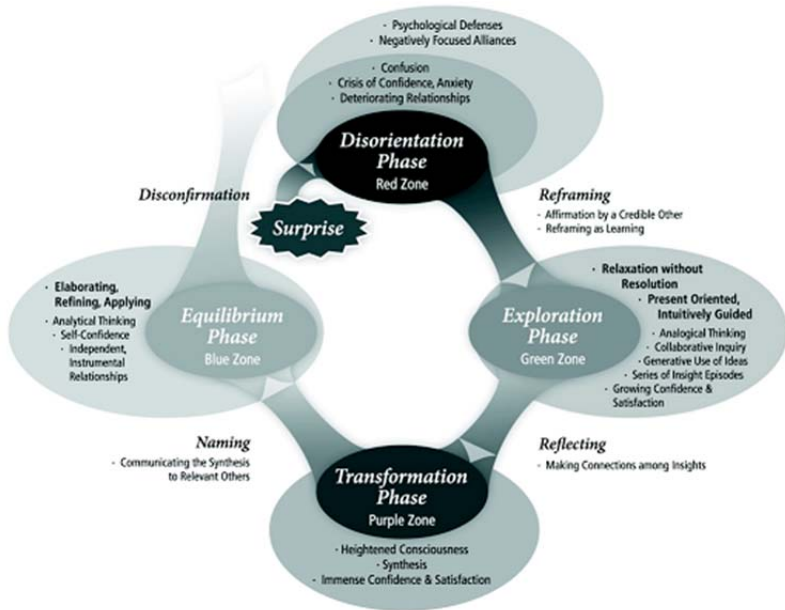 · Psychological Defenses
· Negatively Focused Alliances
· Confusion
· Crisis of Confidence, Anxiety
· Deteriorating Relationships
Disorientation
Phase
Red Zone
Disconfirmation
Surprise
Reframing
- Affirmation by a Credible Other
- Reframing as Learning
· Elaborating,
Refining, Applying
· Analytical Thinking
· Self-Confidence
· Independent,
Instrumental
Relationships
Equilibrium
Phase
Blue Zone
Exploration
Phase
Green Zone
· Relaxation without
Resolution
· Present Oriented,
Intuitively Guided
· Analogical Thinking
· Collaborative Inquiry
· Generative Use of Ideas
· Series of Insight Episodes
· Growing Confidence &
Satisfaction
Naming
· Communicating the Synthesis
to Relevant Others
Reflecting
- Making Connections among Insights
Transformation
Phase
Purple Zone
· Heightened Consciousness
· Synthesis
· Immense Confidence & Satisfaction